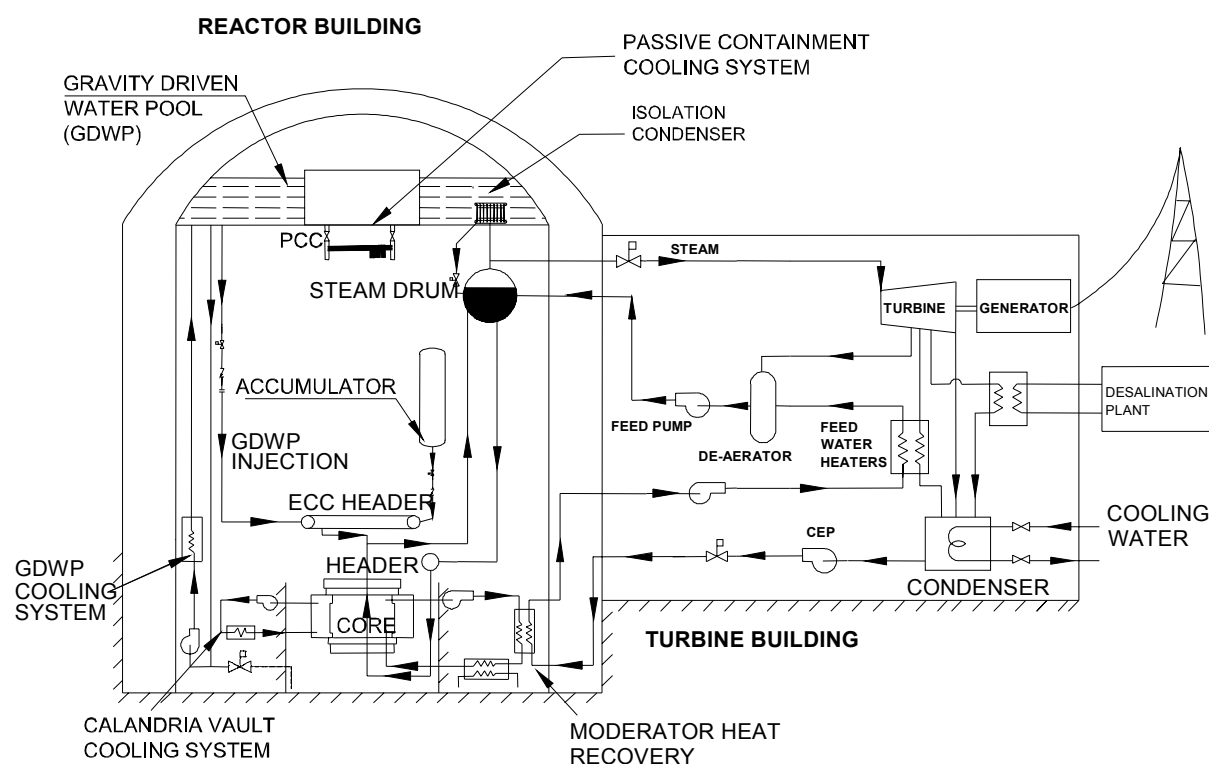 REACTOR BUILDING
PASSIVE CONTAINMENT
COOLING SYSTEM
GRAVITY DRIVEN
WATER POOL
(GDWP)
ISOLATION
CONDENSER
PCC
STEAM
STEAM DRUM
TURBINE
GENERATOR
ACCUMULATOR
DESALINATION
PLANT
FEED PUMP
FEED
WATER
HEATERS
DE-AERATOR
GDWP
INJECTION
ECC HEADER
COOLING
WATER
CEP
HEADER
CONDENSER
GDWP
COOLING
SYSTEM
CORE
TURBINE BUILDING
CALANDRIA VAULT
COOLING SYSTEM
MODERATOR HEAT
RECOVERY